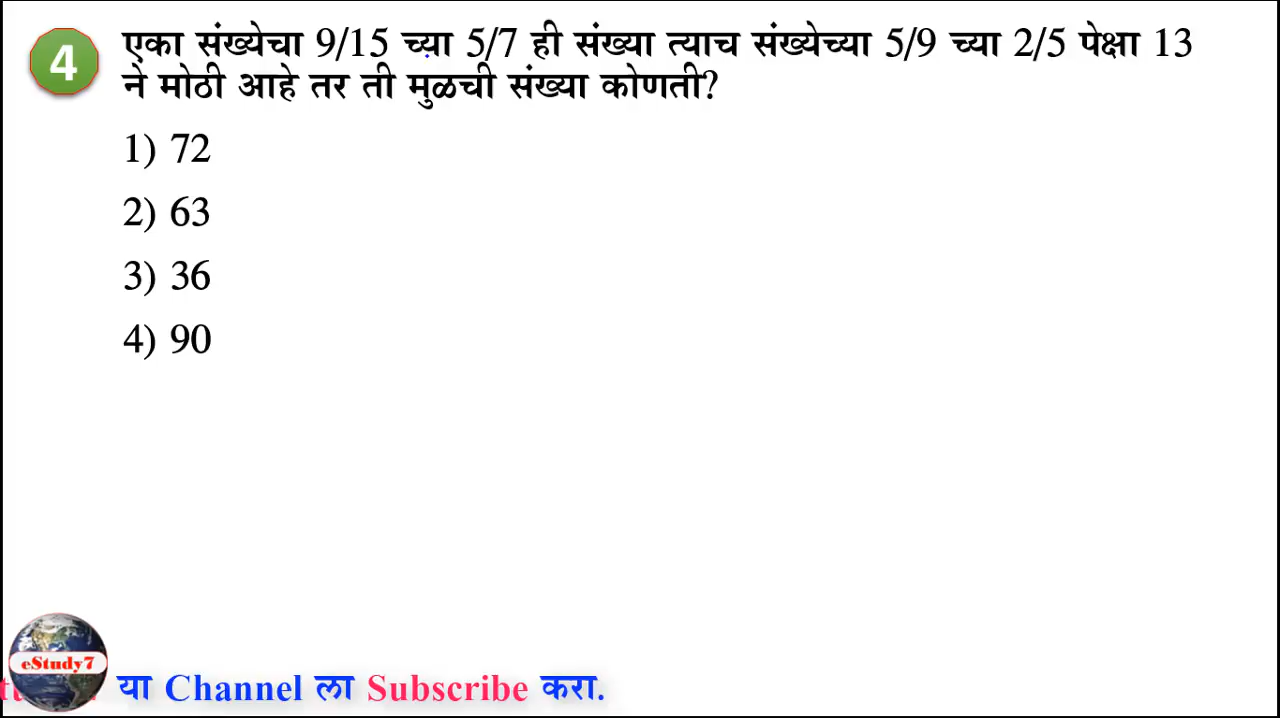 4
एका संख्येचा 9/15 च्या 5/7 ही संख्या त्याच संख्येच्या 5/9 च्या 2/5 पेक्षा 13
ने मोठी आहे तर ती मुळची संख्या कोणती?
1) 72
2) 63
3) 36
4) 90
eStudy7
या Channel ला Subscribe करा.